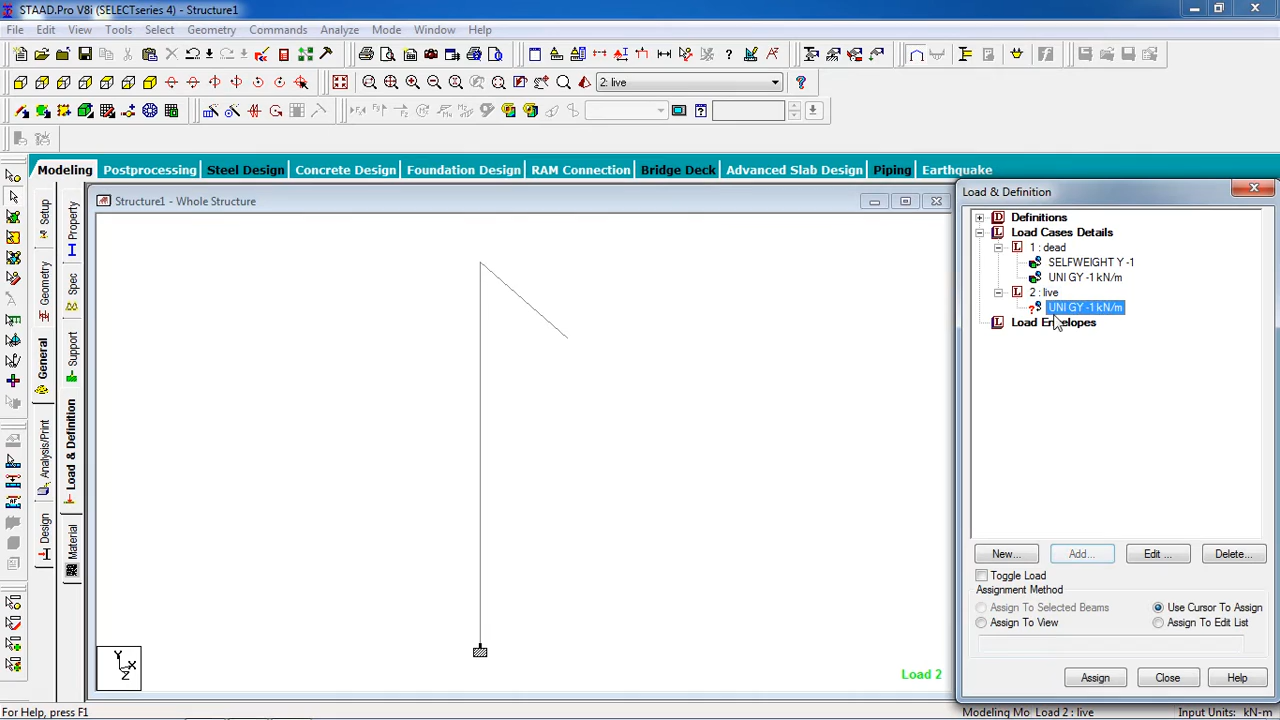 STAAD.Pro V8i (SELECTseries 4) - Structure1
File Edit View Tools Select Geometry Commands Analyze Mode Window Help
2: live
Modeling Postprocessing Steel Design Concrete Design Foundation Design RAM Connection Bridge Deck Advanced Slab Design Piping Earthquake
Setup
Geometry
General
Analysis/Print
Design
Property
Spec
Support
Load & Definition
Material
Structure1 - Whole Structure
Y
X
Z
Load 2
Load & Definition
Definitions
Load Cases Details
1 : dead
SELFWEIGHT Y -1
UNI GY -1 kN/m
2 : live
UNI GY -1 kN/m
Load Envelopes
New... Add... Edit ... Delete...
Toggle Load
Assignment Method
Assign To Selected Beams Use Cursor To Assign
Assign To View Assign To Edit List
Assign Close Help
For Help, press F1 Modeling Mo Load 2 : live Input Units: kN-m